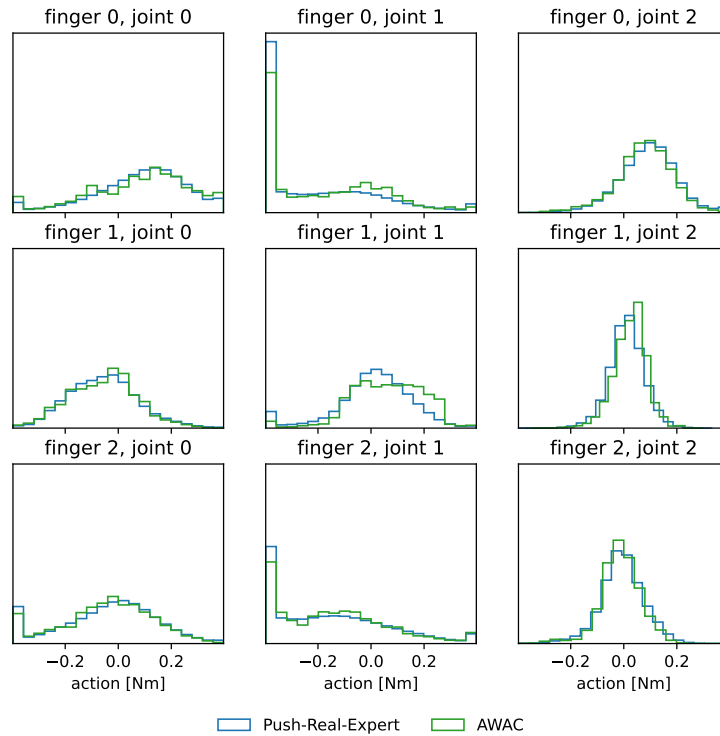 finger 0, joint 0
finger 0, joint 1
finger 0, joint 2
finger 1, joint 0
finger 1, joint 1
finger 1, joint 2
finger 2, joint 0
finger 2, joint 1
finger 2, joint 2
−0.2 0.0 0.2
−0.2 0.0 0.2
−0.2 0.0 0.2
action [Nm]
action [Nm]
action [Nm]
Push-Real-Expert
AWAC